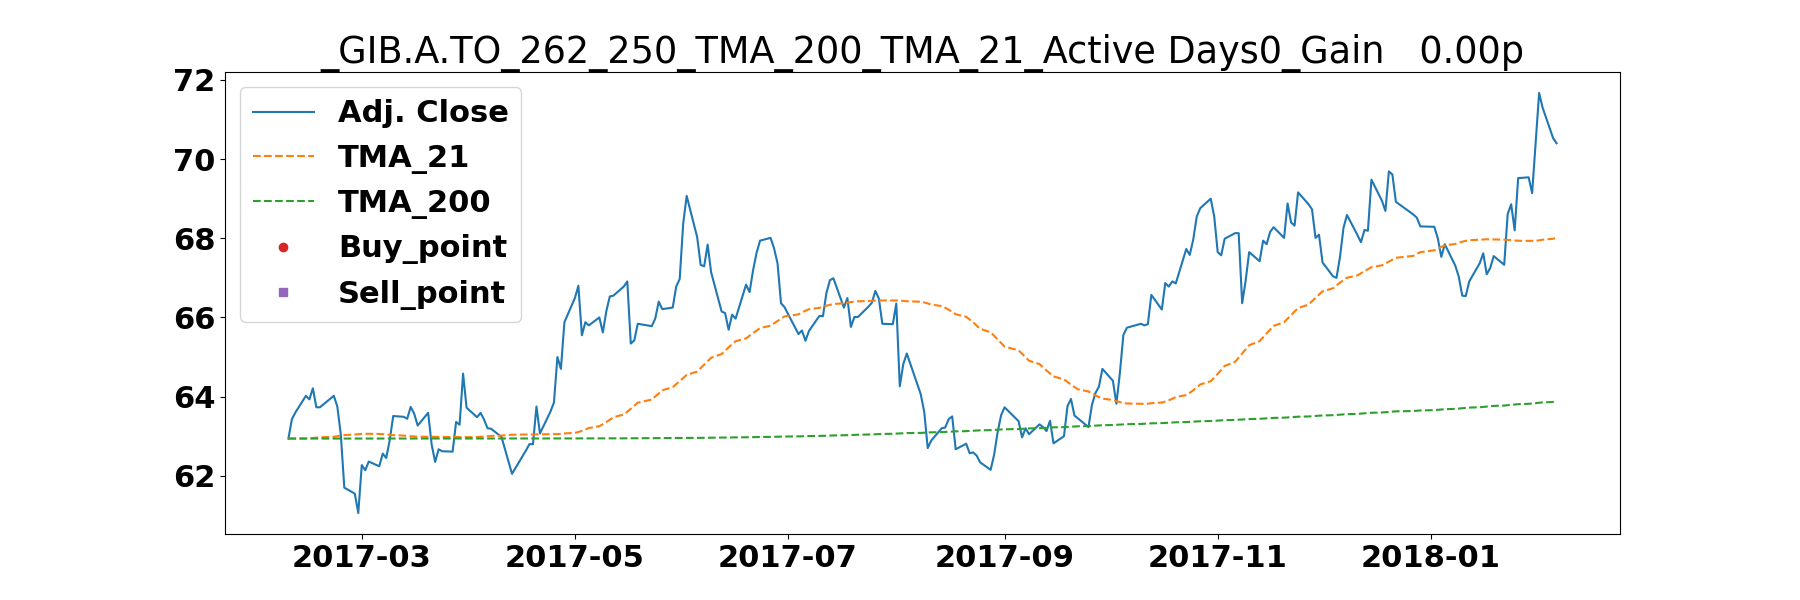 _GIB.A.TO_262_250_TMA_200_TMA_21_Active Days0_Gain   0.00p
72
70
68
66
64
62
Adj. Close
TMA_21
TMA_200
Buy_point
Sell_point
2017-03 2017-05 2017-07 2017-09 2017-11 2018-01